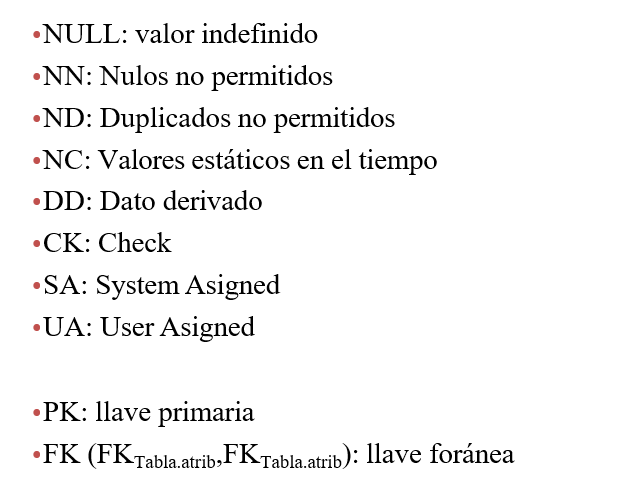 •NULL: valor indefinido
•NN: Nulos no permitidos
•ND: Duplicados no permitidos
•NC: Valores estáticos en el tiempo
•DD: Dato derivado
•CK: Check
•SA: System Asigned
•UA: User Asigned
•PK: llave primaria
•FK (FKTabla.atrib,FKTabla.atrib): llave foránea